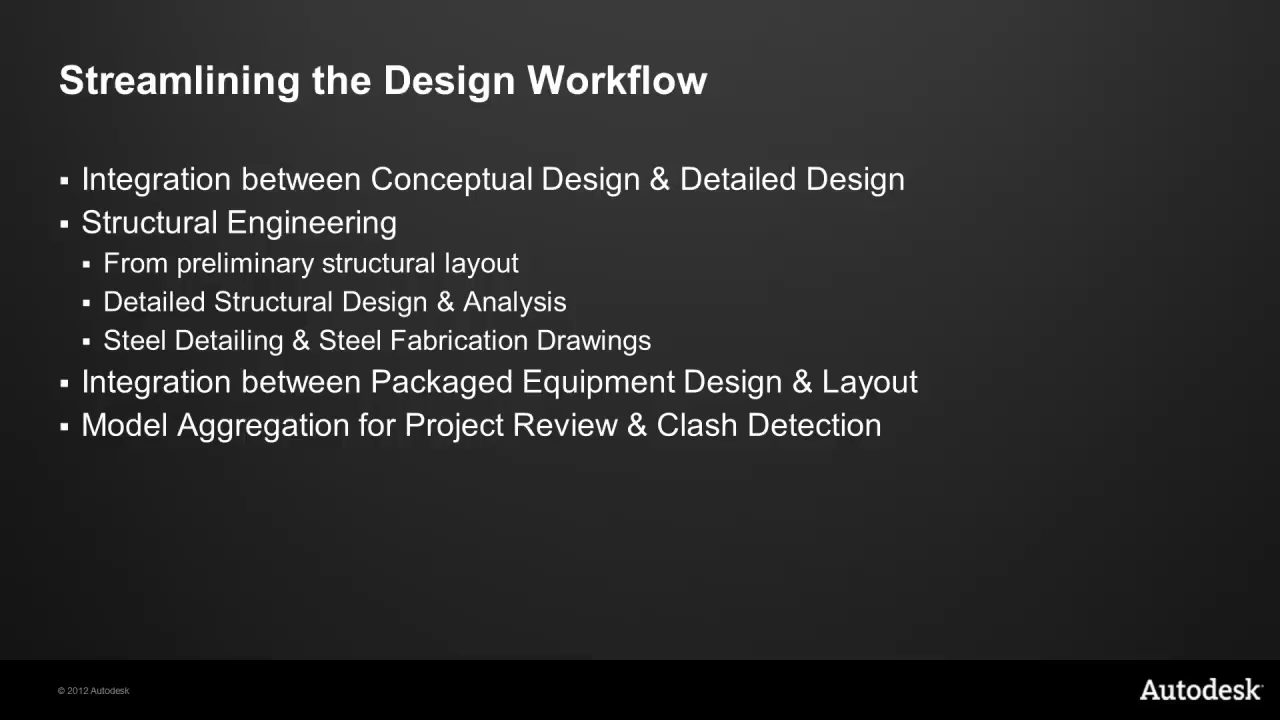 Streamlining the Design Workflow
▪ Integration between Conceptual Design & Detailed Design
▪ Structural Engineering
▪ From preliminary structural layout
▪ Detailed Structural Design & Analysis
▪ Steel Detailing & Steel Fabrication Drawings
▪ Integration between Packaged Equipment Design & Layout
▪ Model Aggregation for Project Review & Clash Detection
© 2012 Autodesk
Autodesk